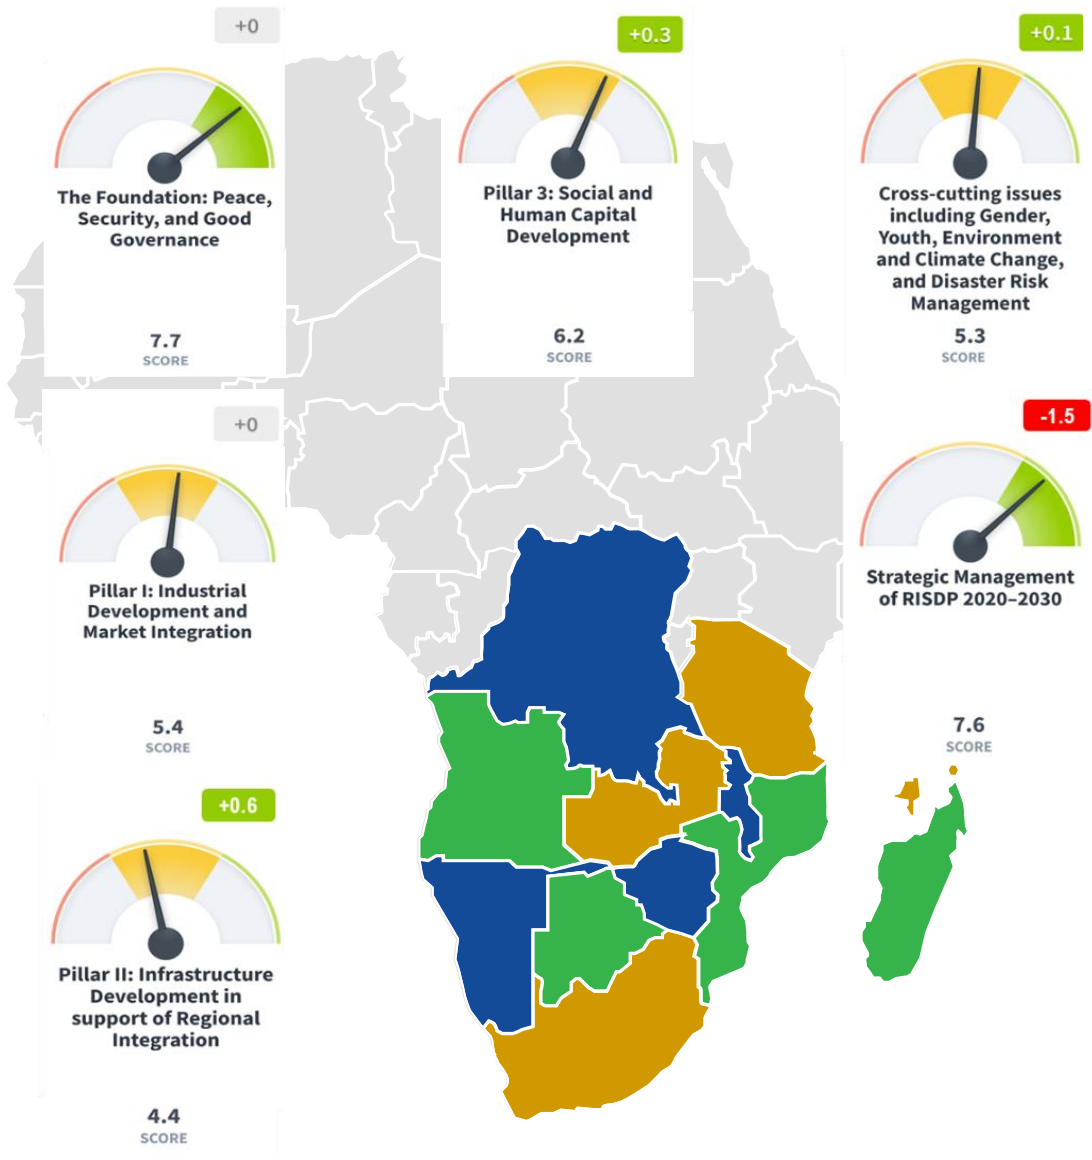 +0
The Foundation: Peace,
Security, and Good
Governance
7.7
SCORE
+0.3
Pillar 3: Social and
Human Capital
Development
6.2
SCORE
+0.1
Cross-cutting issues
including Gender,
Youth, Environment
and Climate Change,
and Disaster Risk
Management
5.3
SCORE
+0
Pillar I: Industrial
Development and
Market Integration
5.4
SCORE
-1.5
Strategic Management
of RISDP 2020–2030
7.6
SCORE
+0.6
Pillar II: Infrastructure
Development in
support of Regional
Integration
4.4
SCORE